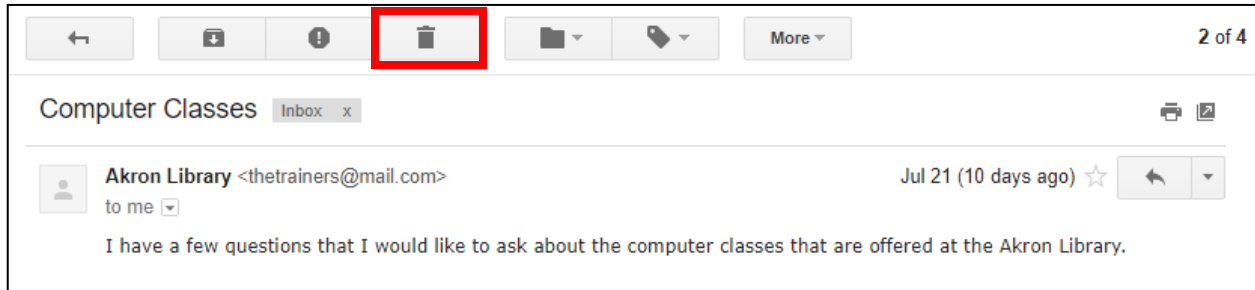 More
2 of 4
Computer Classes Inbox x
Akron Library <thetrainers@mail.com> Jul 21 (10 days ago)
to me
I have a few questions that I would like to ask about the computer classes that are offered at the Akron Library.